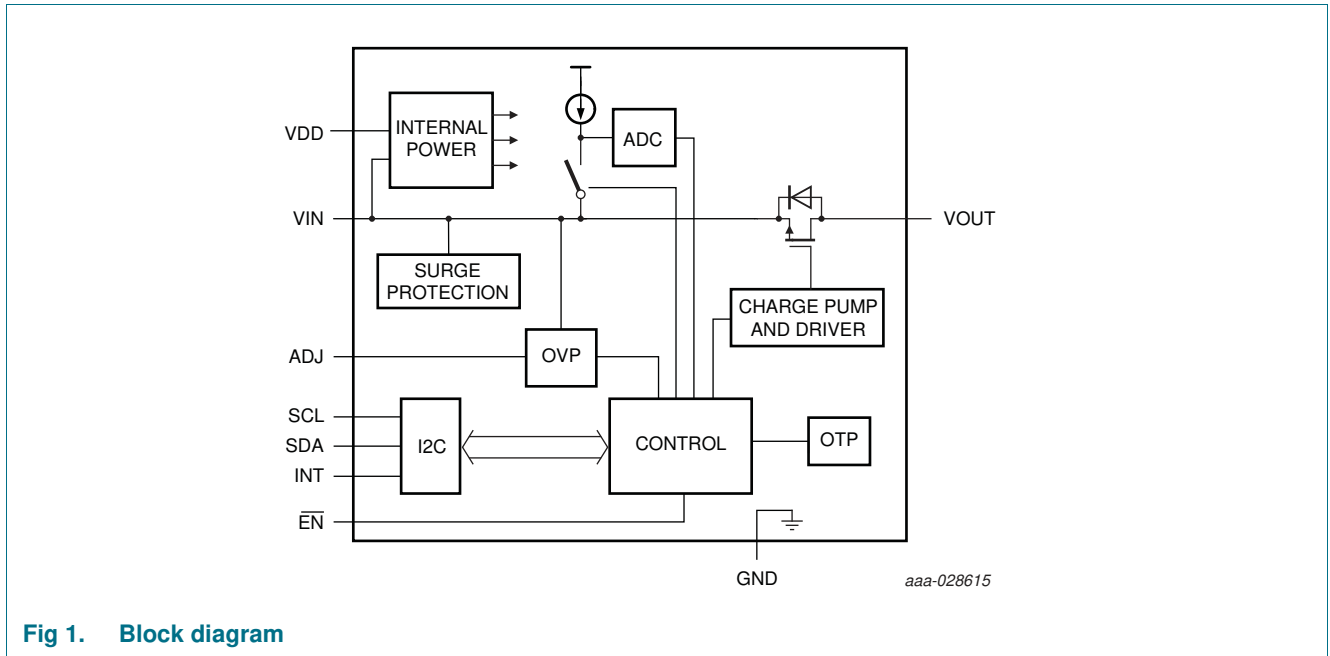 VDD
INTERNAL
POWER
ADC
VIN
VOUT
SURGE
PROTECTION
CHARGE PUMP
AND DRIVER
ADJ
OVP
SCL
SDA
INT
I2C
CONTROL
OTP
EN
GND
aaa-028615
Fig 1. Block diagram